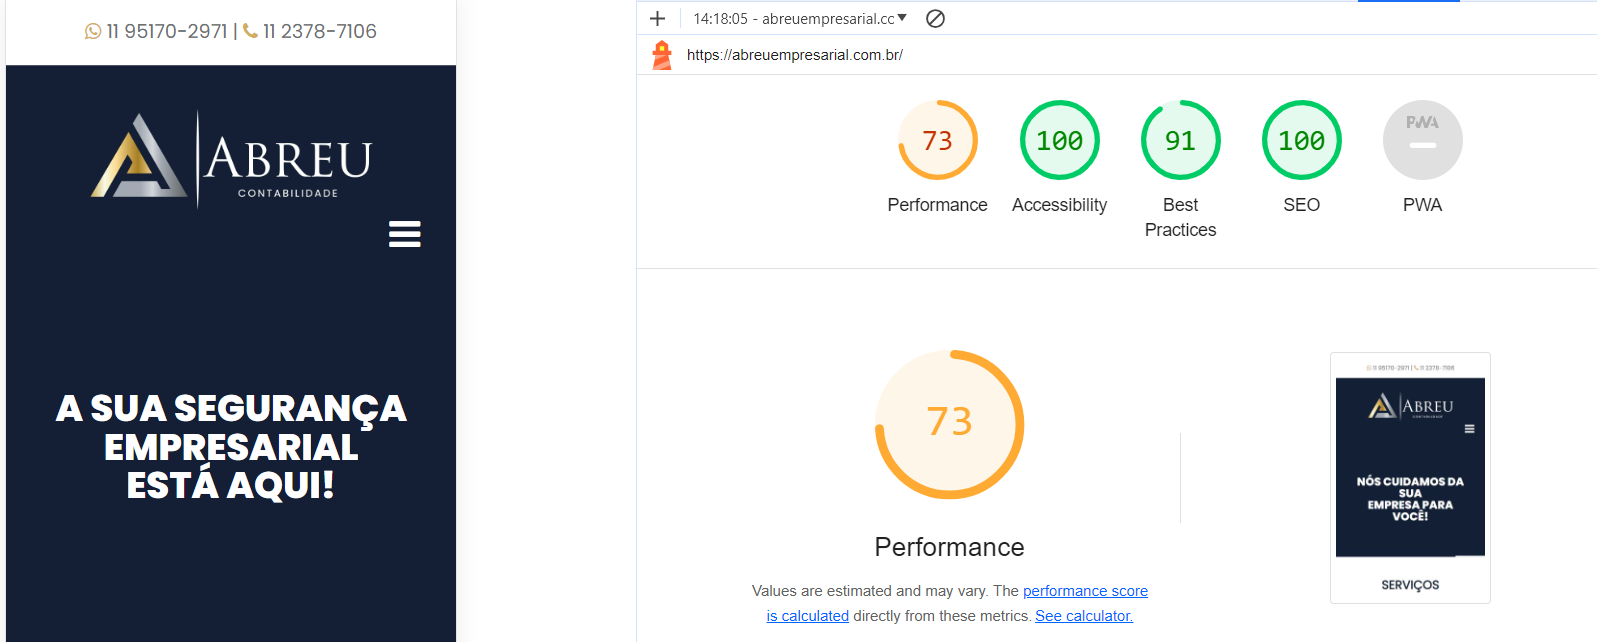 11 95170-2971 | 11 2378-7106
ABREU
CONTABILIDADE
A SUA SEGURANÇA
EMPRESARIAL
ESTÁ AQUI!
14:18:05 - abreuempresarial.cc
https://abreuempresarial.com.br/
73
100
91
100
PWA
Performance
Accessibility
Best
Practices
SEO
PWA
73
Performance
Values are estimated and may vary. The performance score
is calculated directly from these metrics. See calculator.
11 95170-2971 | 11 2378-7106
ABREU
CONTABILIDADE
NÓS CUIDAMOS DA
SUA
EMPRESA PARA
VOCÊ!
SERVIÇOS